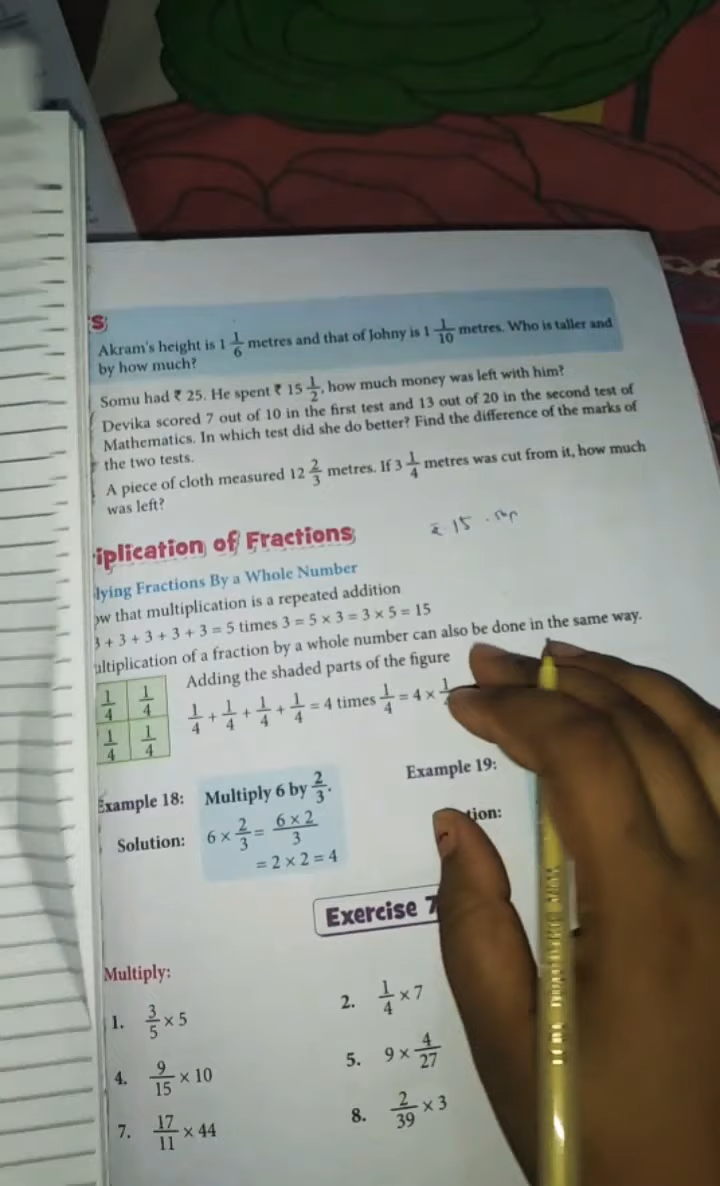 s
Akram's height is 1 1/6 metres and that of Johny is 1 1/10 metres. Who is taller and
by how much?
Somu had ₹ 25. He spent ₹ 15 1/2, how much money was left with him?
Devika scored 7 out of 10 in the first test and 13 out of 20 in the second test of
Mathematics. In which test did she do better? Find the difference of the marks of
the two tests.
A piece of cloth measured 12 2/3 metres. If 3 1/4 metres was cut from it, how much
was left?
15
iplication of Fractions
lying Fractions By a Whole Number
ow that multiplication is a repeated addition
3 + 3 + 3 + 3 + 3 = 5 times 3 = 5 × 3 = 3 × 5 = 15
ultiplication of a fraction by a whole number can also be done in the same way.
Adding the shaded parts of the figure
1/4 1/4
1/4 1/4
1/4 + 1/4 + 1/4 + 1/4 = 4 times 1/4 = 4 ×
Example 18: Multiply 6 by 2/3.
Solution: 6 × 2/3 = 6 × 2/3
= 2 × 2 = 4
Example 19:
tion:
Exercise 7
Multiply:
1. 3/5 × 5
2. 1/4 × 7
4. 9/15 × 10
5. 9 × 4/27
7. 17/11 × 44
8. 2/39 × 3